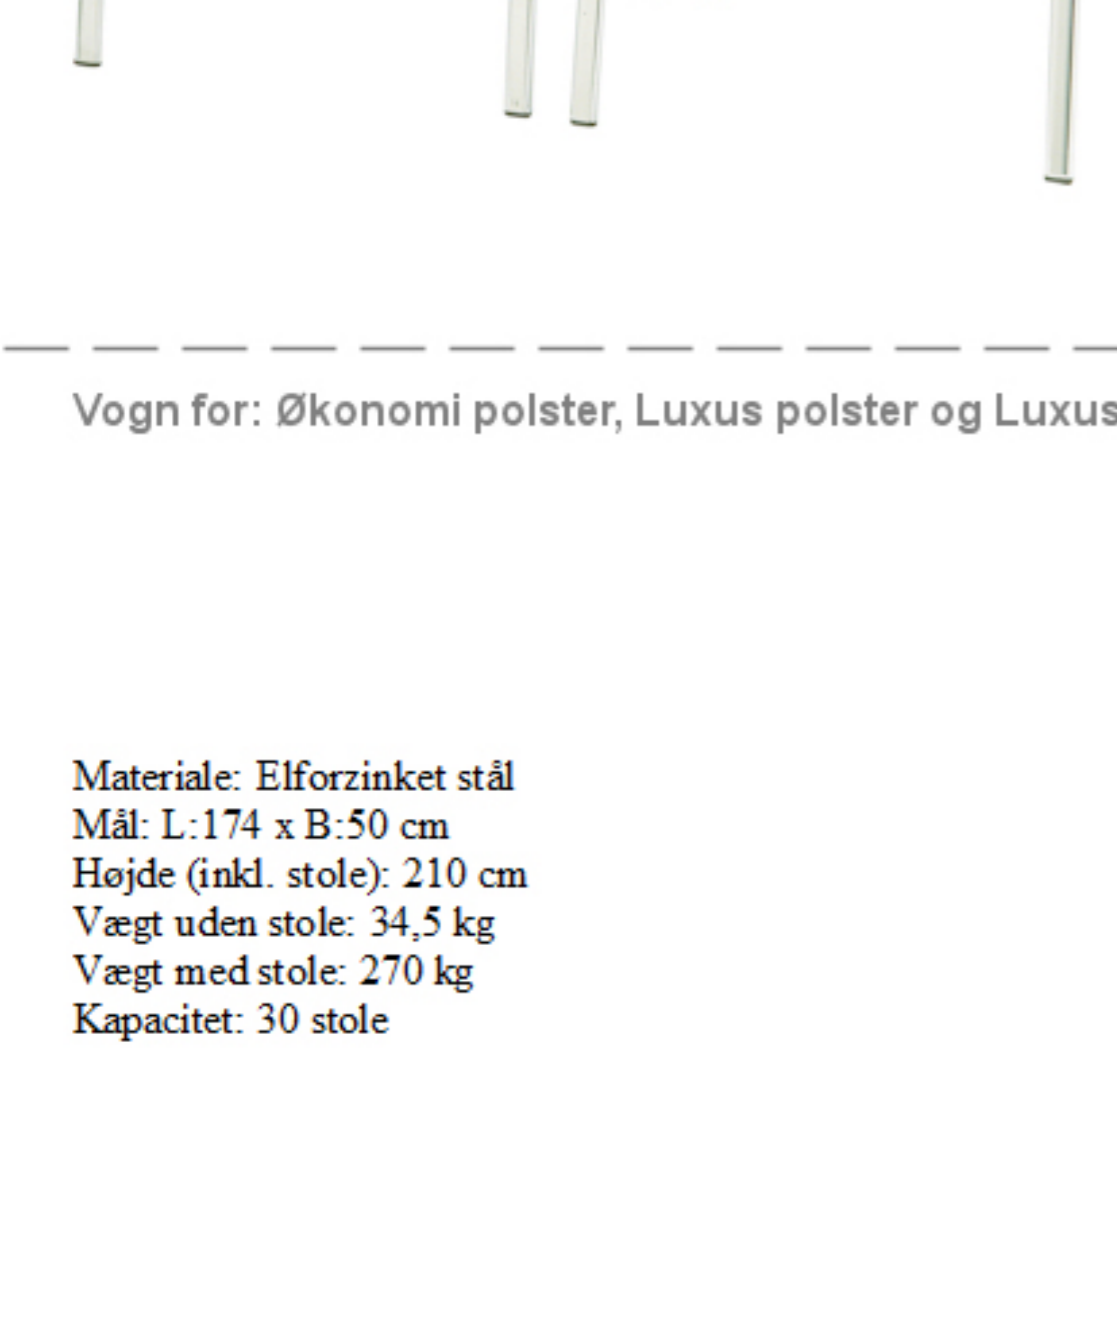 Vogn for: Økonomi polster, Luxus polster og Luxus
Materiale: Elforzinket stål
Mål: L:174 x B:50 cm
Højde (inkl. stole): 210 cm
Vægt uden stole: 34,5 kg
Vægt med stole: 270 kg
Kapacitet: 30 stole